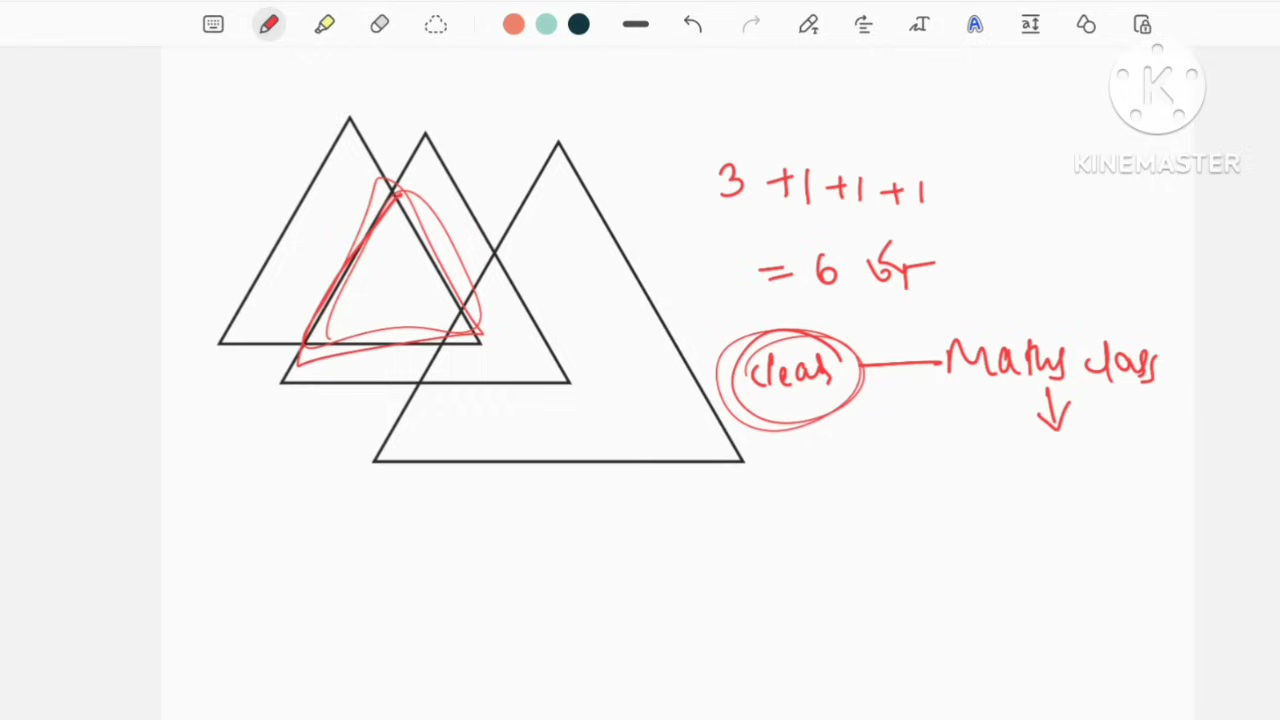 K
KINEMASTER
3 +1 +1 +1
= 6
clear — Maths class
↓